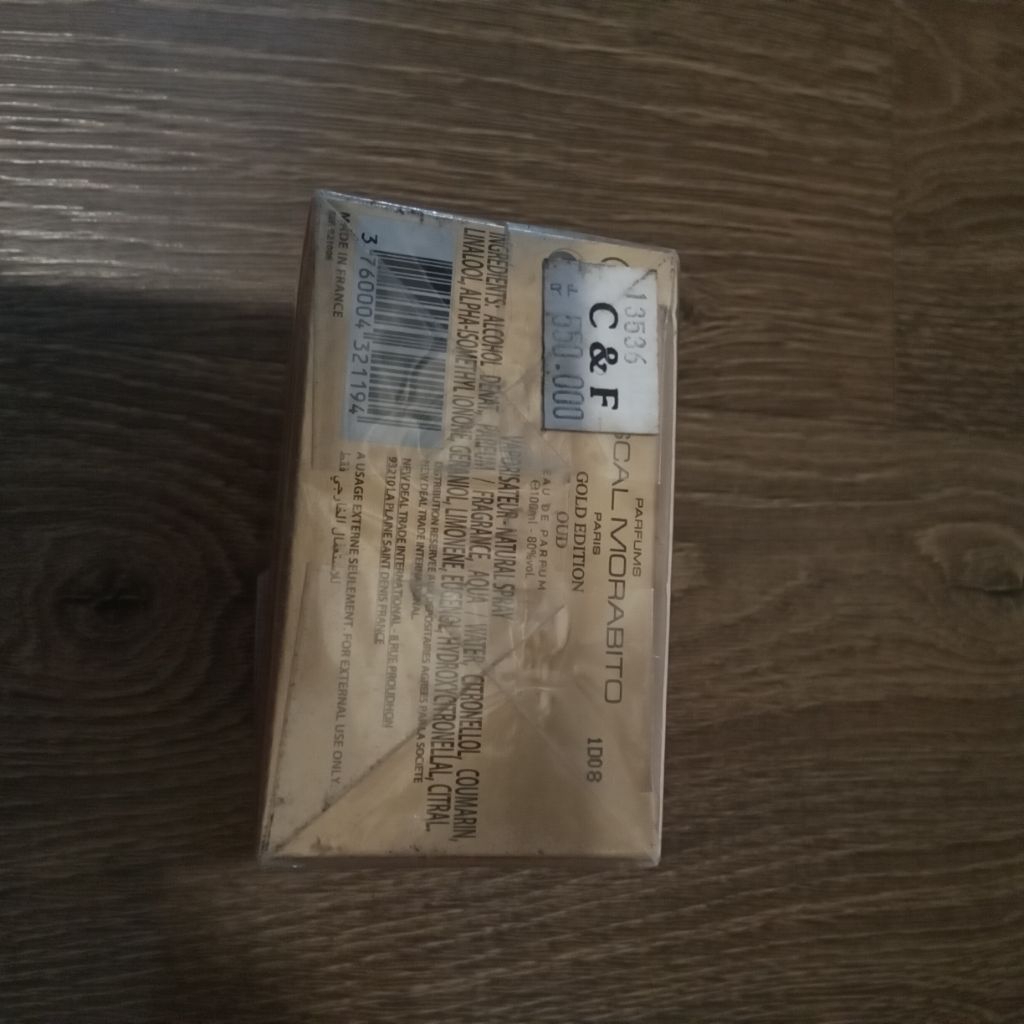 13536
C & F
550.000
PARFUMS
SCAL MORABITO
PARIS
GOLD EDITION
OUD
EAU DE PARFUM
℮100ml - 80%vol.
1D08
VAPORISATEUR - NATURAL SPRAY
INGREDIENTS: ALCOHOL DENAT., PARFUM / FRAGRANCE, AQUA / WATER, CITRONELLOL, COUMARIN,
LINALOOL, ALPHA-ISOMETHYL IONONE, GERANIOL, LIMONENE, EUGENOL, HYDROXYCITRONELLAL, CITRAL.
DISTRIBUTION RESERVEE AUX DEPOSITAIRES AGREES PAR LA SOCIETE
NEW DEAL TRADE INTERNATIONAL
NEW DEAL TRADE INTERNATIONAL - 8 RUE PROUDHON
93210 LA PLAINE SAINT DENIS FRANCE
A USAGE EXTERNE SEULEMENT. FOR EXTERNAL USE ONLY.
للإستعمال الخارجي فقط
3 760004 321194
MADE IN FRANCE